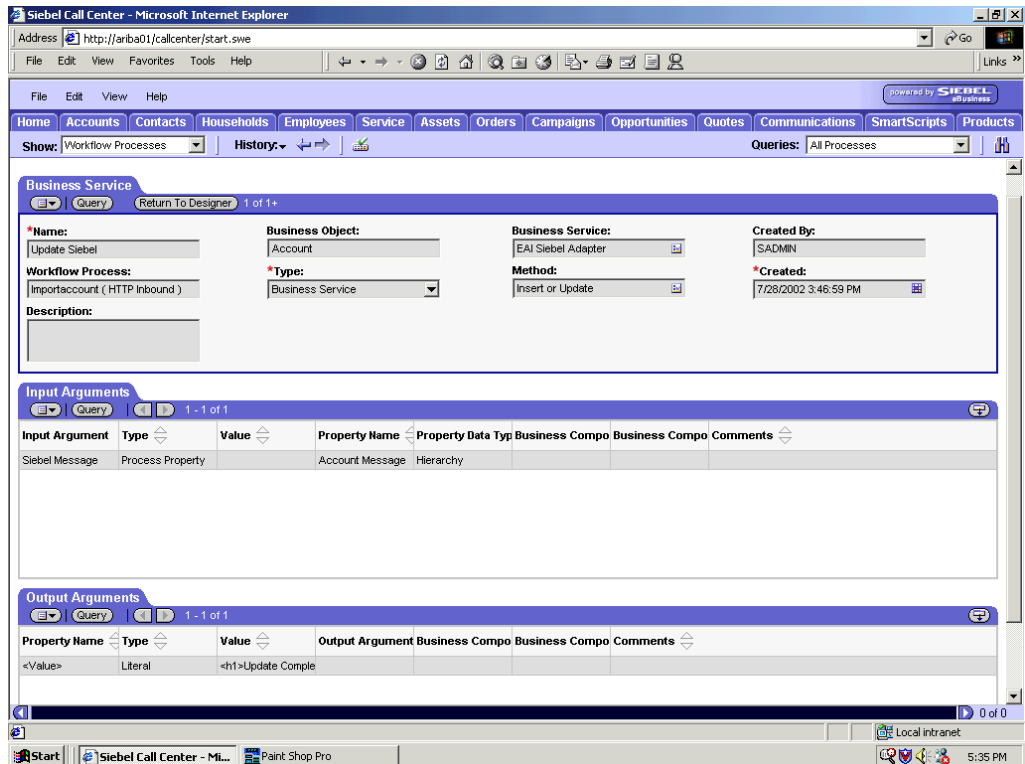 Siebel Call Center - Microsoft Internet Explorer
Address http://ariba01/callcenter/start.swe Go
File Edit View Favorites Tools Help Links »
File Edit View Help powered by SIEBEL eBusiness
Home Accounts Contacts Households Employees Service Assets Orders Campaigns Opportunities Quotes Communications SmartScripts Products
Show: Workflow Processes History: Queries: All Processes
Business Service
Query Return To Designer 1 of 1+
*Name: Business Object: Business Service: Created By:
Update Siebel Account EAI Siebel Adapter SADMIN
Workflow Process: *Type: Method: *Created:
Importaccount ( HTTP Inbound ) Business Service Insert or Update 7/28/2002 3:46:59 PM
Description:
Input Arguments
Query 1 - 1 of 1
Input Argument Type Value Property Name Property Data Typ Business Compo Business Compo Comments
Siebel Message Process Property Account Message Hierarchy
Output Arguments
Query 1 - 1 of 1
Property Name Type Value Output Argument Business Compo Business Compo Comments
<Value> Literal <h1>Update Comple
0 of 0
Local intranet
Start Siebel Call Center - Mi... Paint Shop Pro 5:35 PM